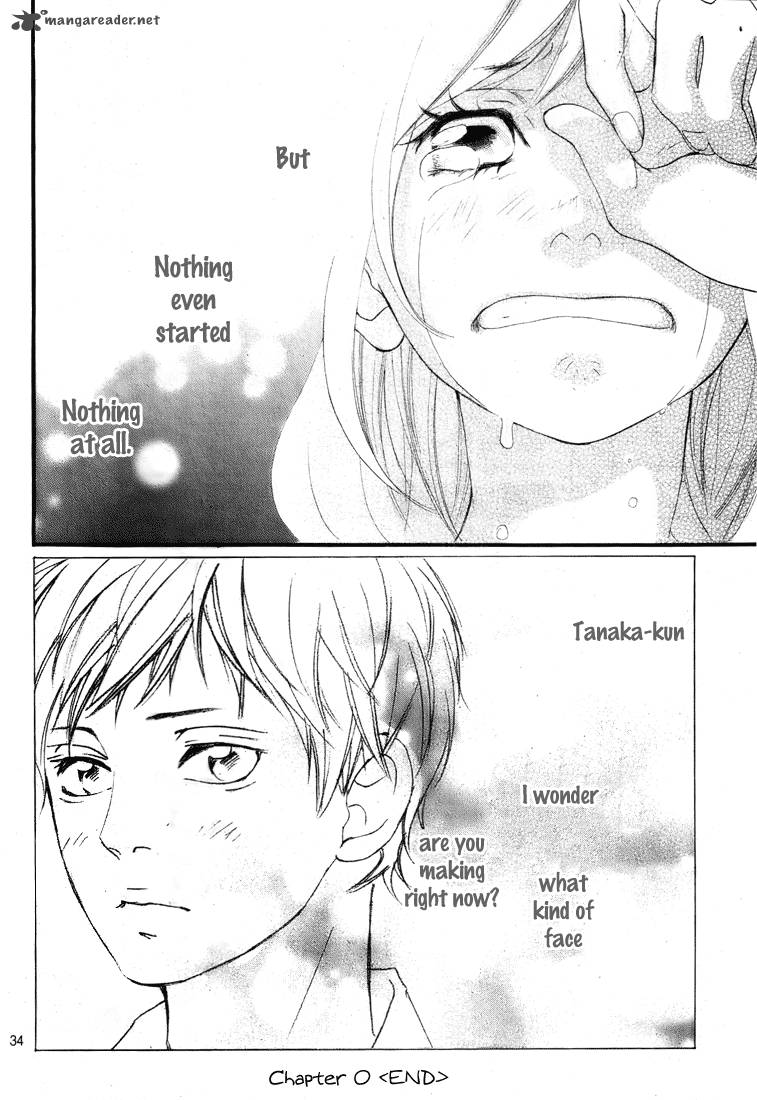 mangareader.net
But
Nothing
even
started
Nothing
at all.
Tanaka-kun
I wonder
what
kind of
face
are you
making
right now?
34
Chapter 0 <END>